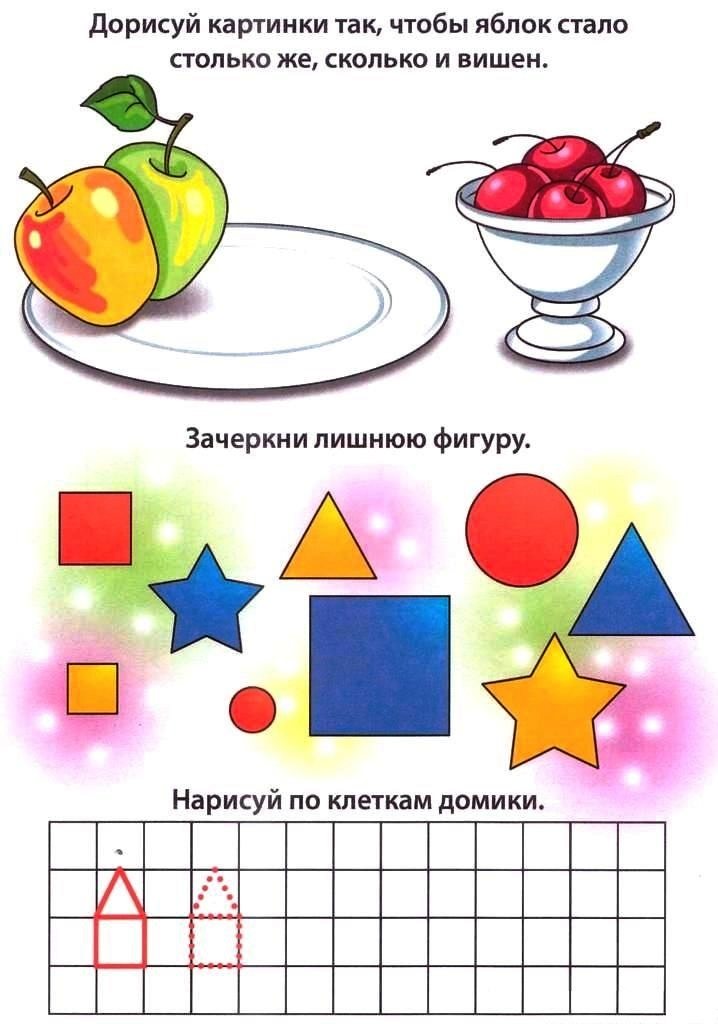 Дорисуй картинки так, чтобы яблок стало
столько же, сколько и вишен.
Зачеркни лишнюю фигуру.
Нарисуй по клеткам домики.